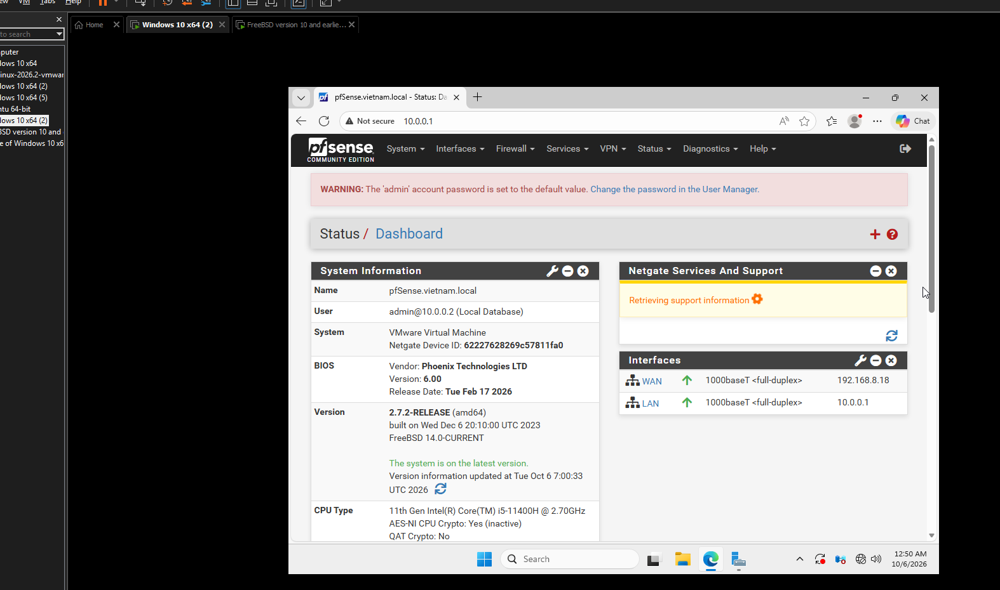 VM Tabs Help
to search
Home
Windows 10 x64 (2)
FreeBSD version 10 and earlie...
puter
lows 10 x64
inux-2026.2-vmwar
lows 10 x64 (2)
lows 10 x64 (5)
ntu 64-bit
lows 10 x64 (2)
BSD version 10 and
e of Windows 10 x6
pf pfSense.vietnam.local - Status: Da
Not secure 10.0.0.1
Chat
pfsense
COMMUNITY EDITION
System Interfaces Firewall Services VPN Status Diagnostics Help
WARNING: The 'admin' account password is set to the default value. Change the password in the User Manager.
Status / Dashboard
System Information
Name pfSense.vietnam.local
User admin@10.0.0.2 (Local Database)
System VMware Virtual Machine
Netgate Device ID: 62227628269c57811fa0
BIOS Vendor: Phoenix Technologies LTD
Version: 6.00
Release Date: Tue Feb 17 2026
Version 2.7.2-RELEASE (amd64)
built on Wed Dec 6 20:10:00 UTC 2023
FreeBSD 14.0-CURRENT
The system is on the latest version.
Version information updated at Tue Oct 6 7:00:33
UTC 2026
CPU Type 11th Gen Intel(R) Core(TM) i5-11400H @ 2.70GHz
AES-NI CPU Crypto: Yes (inactive)
QAT Crypto: No
Netgate Services And Support
Retrieving support information
Interfaces
WAN 1000baseT <full-duplex> 192.168.8.18
LAN 1000baseT <full-duplex> 10.0.0.1
Search
12:50 AM
10/6/2026